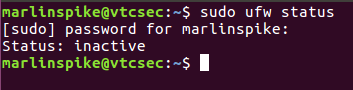 marlinspike@vtcsec:~$ sudo ufw status
[sudo] password for marlinspike:
Status: inactive
marlinspike@vtcsec:~$